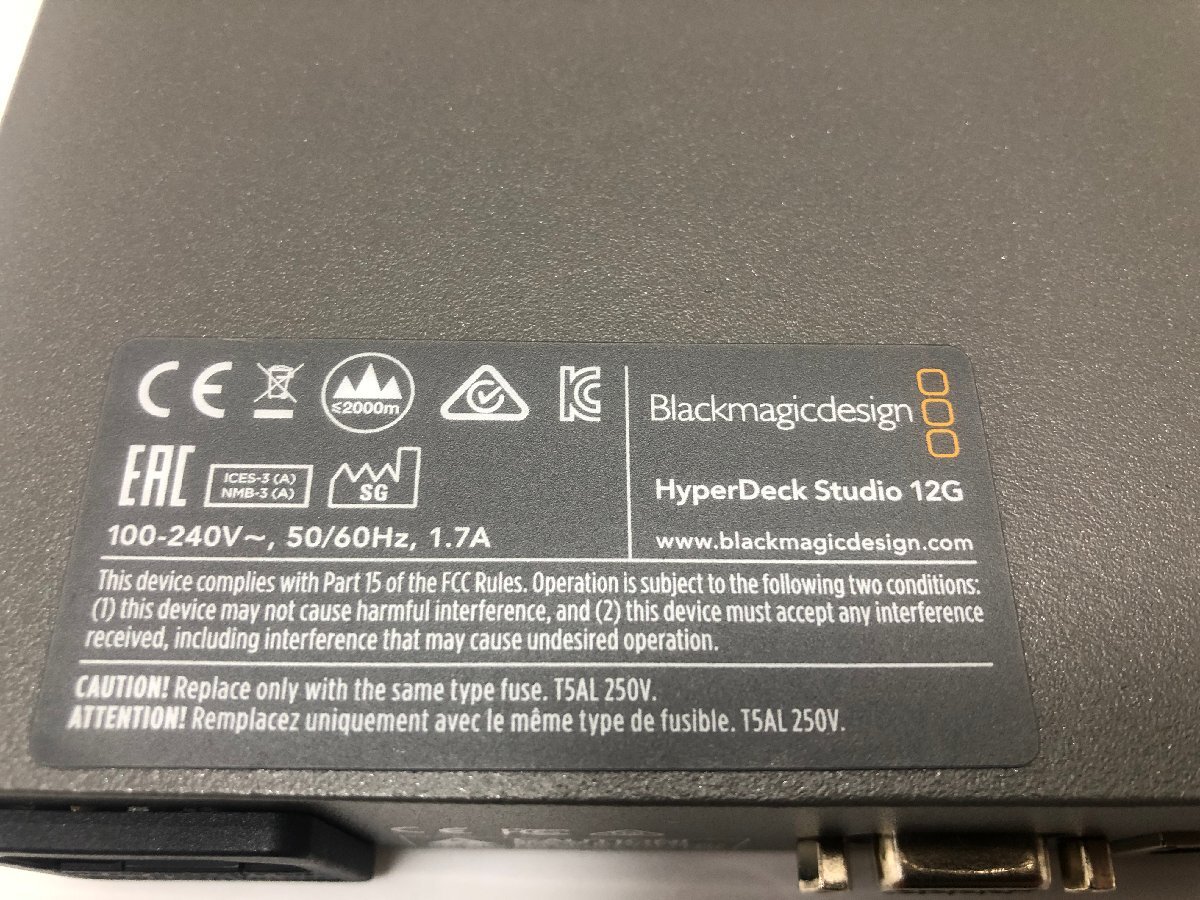 CE
≤2000m
KC
Blackmagicdesign
EAC
ICES-3 (A)
NMB-3 (A)
SG
HyperDeck Studio 12G
100-240V~, 50/60Hz, 1.7A
www.blackmagicdesign.com
This device complies with Part 15 of the FCC Rules. Operation is subject to the following two conditions:
(1) this device may not cause harmful interference, and (2) this device must accept any interference
received, including interference that may cause undesired operation.
CAUTION! Replace only with the same type fuse. T5AL 250V.
ATTENTION! Remplacez uniquement avec le même type de fusible. T5AL 250V.